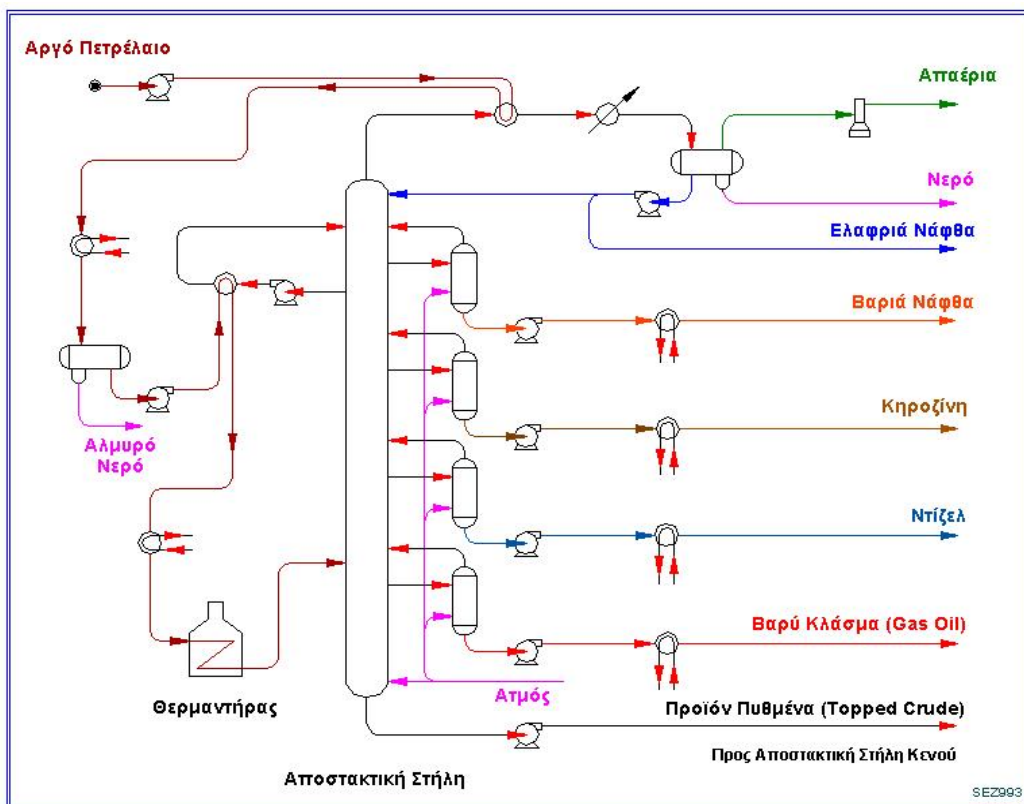 Αργό Πετρέλαιο
Απαέρια
Νερό
Ελαφριά Νάφθα
Βαριά Νάφθα
Κηροζίνη
Αλμυρό
Νερό
Ντίζελ
Βαρύ Κλάσμα (Gas Oil)
Ατμός
Θερμαντήρας
Προϊόν Πυθμένα (Topped Crude)
Προς Αποστακτική Στήλη Κενού
Αποστακτική Στήλη
SEZ993